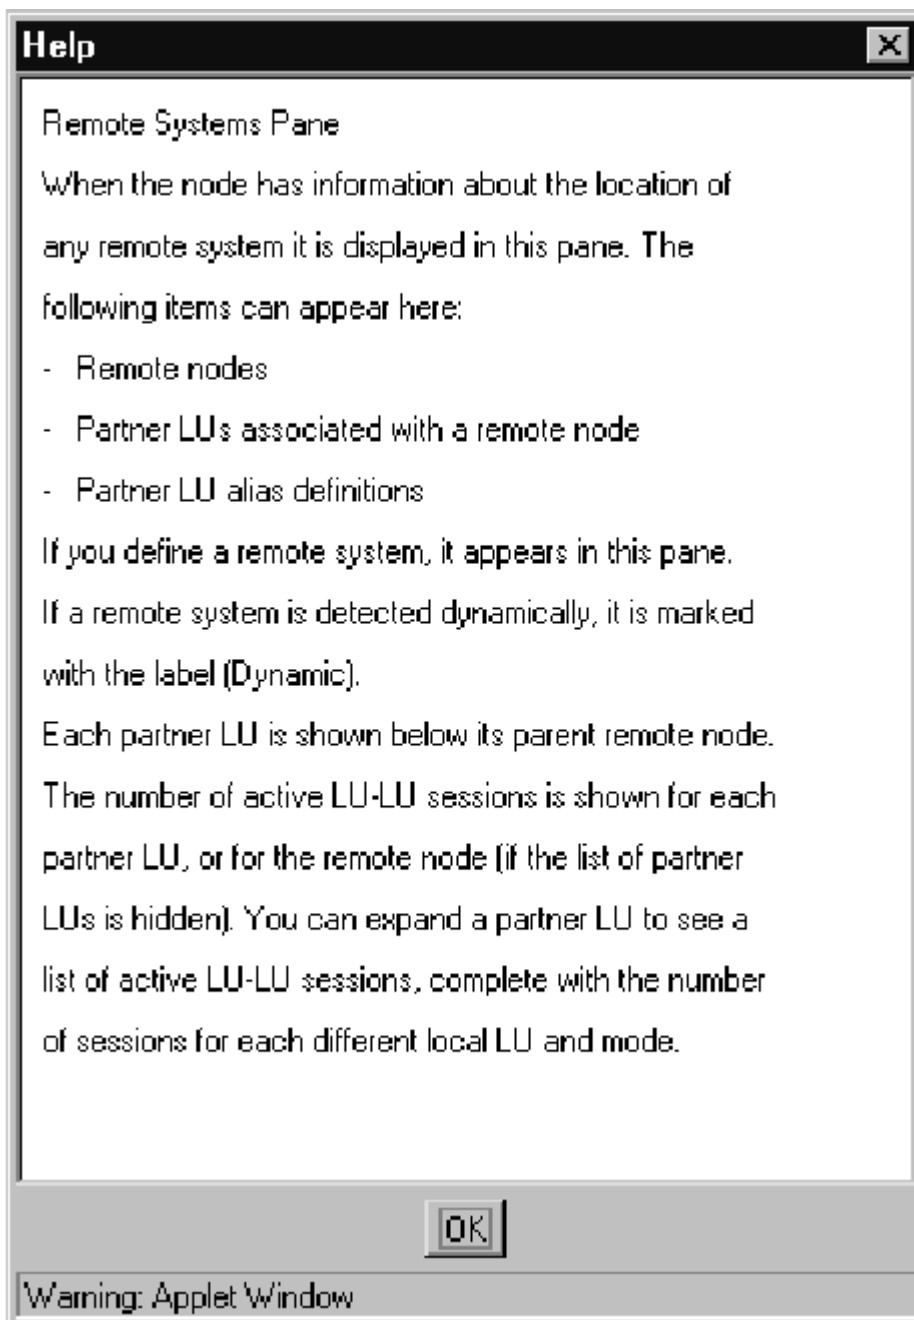 Help
Remote Systems Pane
When the node has information about the location of
any remote system it is displayed in this pane. The
following items can appear here:
- Remote nodes
- Partner LUs associated with a remote node
- Partner LU alias definitions
If you define a remote system, it appears in this pane.
If a remote system is detected dynamically, it is marked
with the label (Dynamic).
Each partner LU is shown below its parent remote node.
The number of active LU-LU sessions is shown for each
partner LU, or for the remote node (if the list of partner
LUs is hidden). You can expand a partner LU to see a
list of active LU-LU sessions, complete with the number
of sessions for each different local LU and mode.
OK
Warning: Applet Window